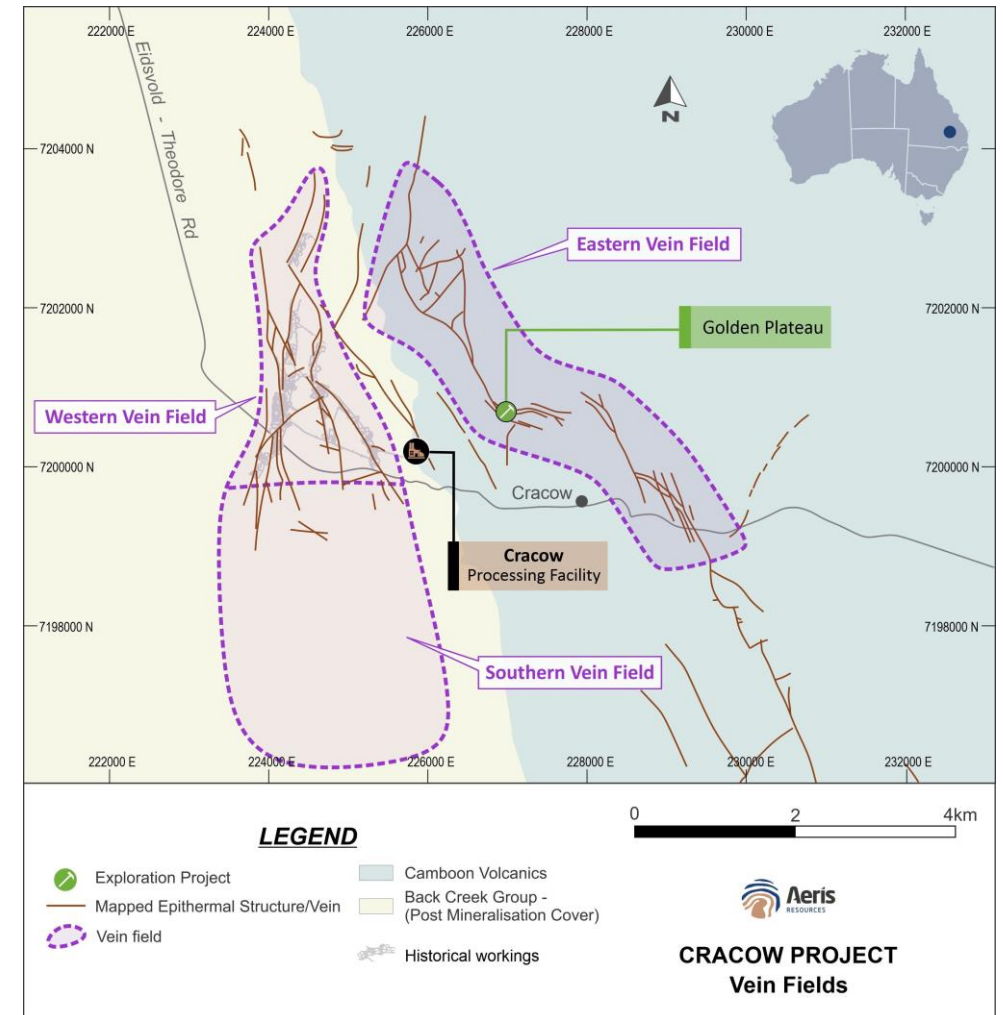 222000 E
224000 E
226000 E
228000 E
230000 E
232000 E
Eidsvold - Theodore Rd
N
7204000 N
7204000 N
Eastern Vein Field
7202000 N
7202000 N
Golden Plateau
Western Vein Field
7200000 N
7200000 N
Cracow
Cracow
Processing Facility
7198000 N
7198000 N
Southern Vein Field
222000 E
224000 E
226000 E
228000 E
230000 E
232000 E
LEGEND
Exploration Project
Mapped Epithermal Structure/Vein
Vein field
Camboon Volcanics
Back Creek Group -
(Post Mineralisation Cover)
Historical workings
0
2
4km
Aeris
RESOURCES
CRACOW PROJECT
Vein Fields